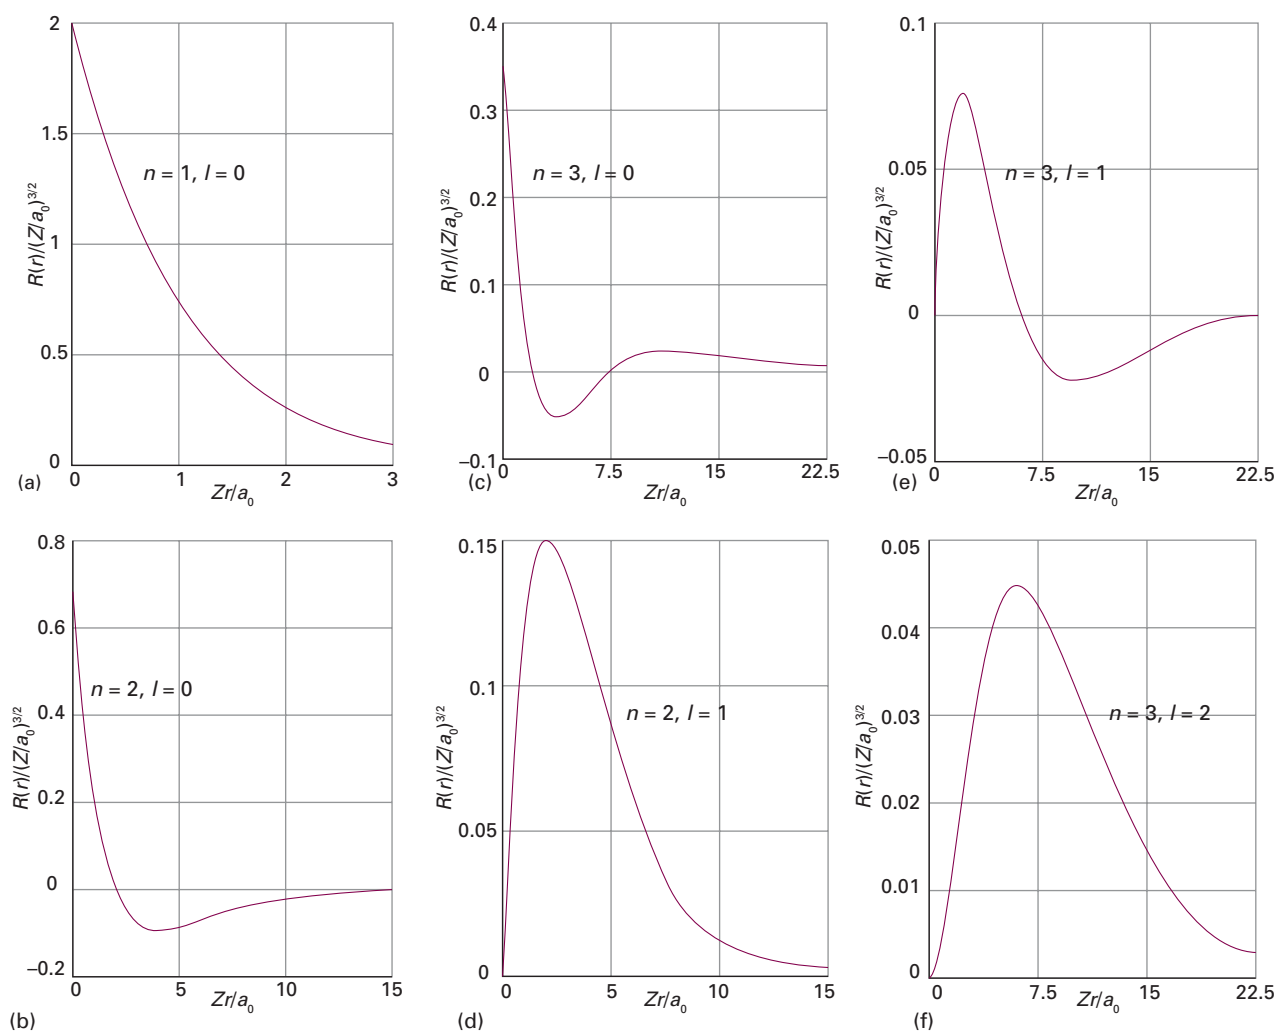 2
1.5
1
0.5
0
R(r)/(Z/a₀)³/²
n = 1, l = 0
0 1 2 3
(a) Zr/a₀
0.4
0.3
0.2
0.1
0
–0.1
R(r)/(Z/a₀)³/²
n = 3, l = 0
0 7.5 15 22.5
(c) Zr/a₀
0.1
0.05
0
–0.05
R(r)/(Z/a₀)³/²
n = 3, l = 1
0 7.5 15 22.5
(e) Zr/a₀
0.8
0.6
0.4
0.2
0
–0.2
R(r)/(Z/a₀)³/²
n = 2, l = 0
0 5 10 15
Zr/a₀
(b)
0.15
0.1
0.05
0
R(r)/(Z/a₀)³/²
n = 2, l = 1
0 5 10 15
Zr/a₀
(d)
0.05
0.04
0.03
0.02
0.01
0
R(r)/(Z/a₀)³/²
n = 3, l = 2
0 7.5 15 22.5
Zr/a₀
(f)